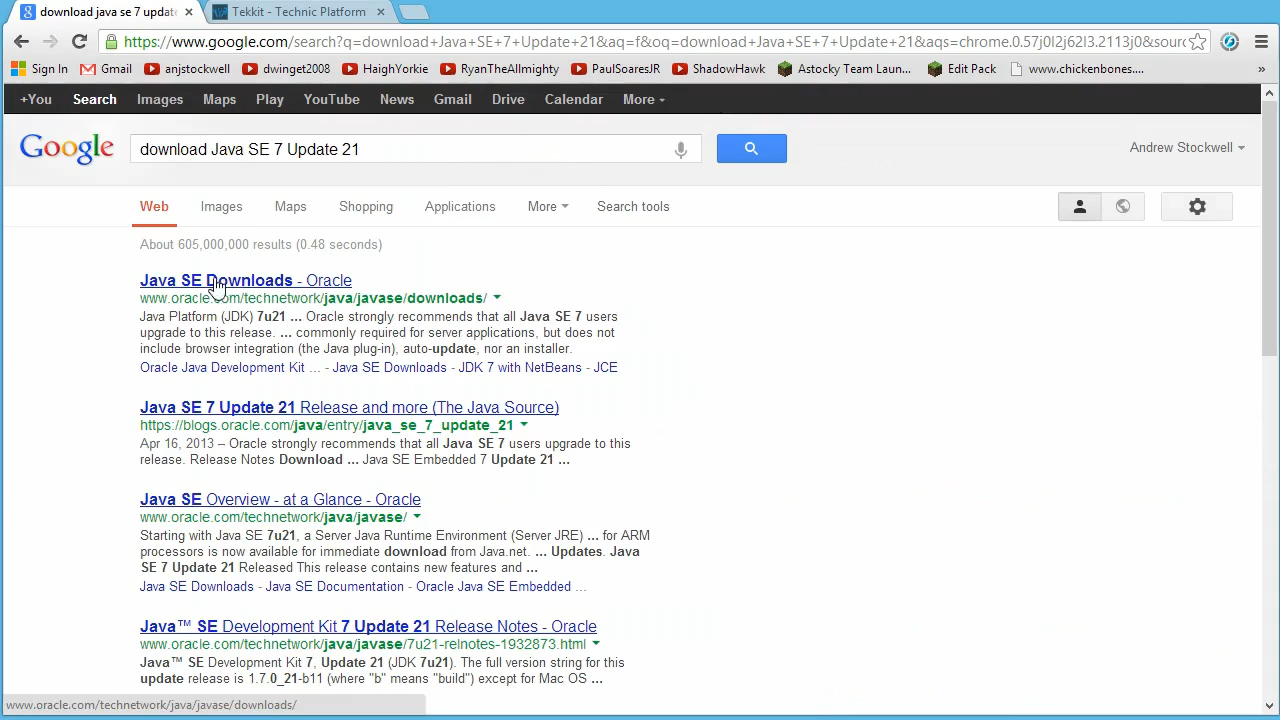 download java se 7 updat
Tekkit - Technic Platform
https://www.google.com/search?q=download+Java+SE+7+Update+21&aq=f&oq=download+Java+SE+7+Update+21&aqs=chrome.0.57j0l2j62l3.2113j0&sourc
Sign In Gmail anjstockwell dwinget2008 HaighYorkie RyanTheAllmighty PaulSoaresJR ShadowHawk Astocky Team Laun... Edit Pack www.chickenbones.... »
+You Search Images Maps Play YouTube News Gmail Drive Calendar More
Google download Java SE 7 Update 21 Andrew Stockwell
Web Images Maps Shopping Applications More Search tools
About 605,000,000 results (0.48 seconds)
Java SE Downloads - Oracle
www.oracle.com/technetwork/java/javase/downloads/
Java Platform (JDK) 7u21 ... Oracle strongly recommends that all Java SE 7 users
upgrade to this release. ... commonly required for server applications, but does not
include browser integration (the Java plug-in), auto-update, nor an installer.
Oracle Java Development Kit ... - Java SE Downloads - JDK 7 with NetBeans - JCE
Java SE 7 Update 21 Release and more (The Java Source)
https://blogs.oracle.com/java/entry/java_se_7_update_21
Apr 16, 2013 – Oracle strongly recommends that all Java SE 7 users upgrade to this
release. Release Notes Download ... Java SE Embedded 7 Update 21 ...
Java SE Overview - at a Glance - Oracle
www.oracle.com/technetwork/java/javase/
Starting with Java SE 7u21, a Server Java Runtime Environment (Server JRE) ... for ARM
processors is now available for immediate download from Java.net. ... Updates. Java
SE 7 Update 21 Released This release contains new features and ...
Java SE Downloads - Java SE Documentation - Oracle Java SE Embedded ...
Java™ SE Development Kit 7 Update 21 Release Notes - Oracle
www.oracle.com/technetwork/java/javase/7u21-relnotes-1932873.html
Java™ SE Development Kit 7, Update 21 (JDK 7u21). The full version string for this
update release is 1.7.0_21-b11 (where "b" means "build") except for Mac OS ...
www.oracle.com/technetwork/java/javase/downloads/